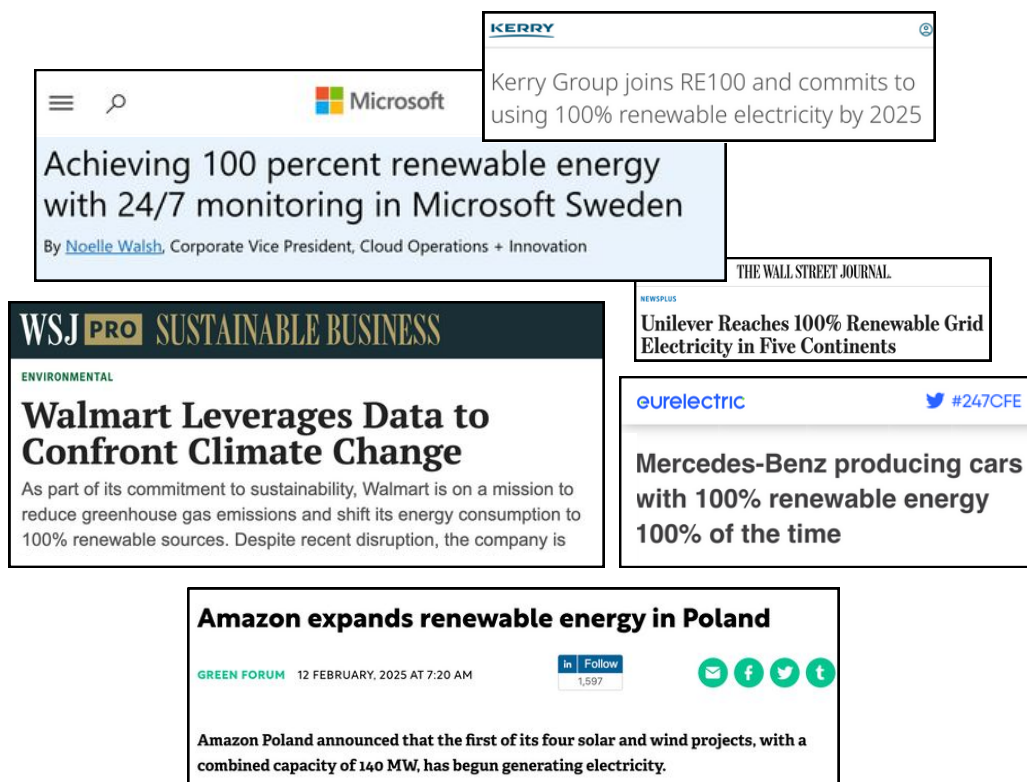 KERRY
Kerry Group joins RE100 and commits to
using 100% renewable electricity by 2025
Microsoft
Achieving 100 percent renewable energy
with 24/7 monitoring in Microsoft Sweden
By Noelle Walsh, Corporate Vice President, Cloud Operations + Innovation
THE WALL STREET JOURNAL.
NEWSPLUS
Unilever Reaches 100% Renewable Grid
Electricity in Five Continents
WSJ PRO SUSTAINABLE BUSINESS
ENVIRONMENTAL
Walmart Leverages Data to
Confront Climate Change
As part of its commitment to sustainability, Walmart is on a mission to
reduce greenhouse gas emissions and shift its energy consumption to
100% renewable sources. Despite recent disruption, the company is
eurelectric #247CFE
Mercedes-Benz producing cars
with 100% renewable energy
100% of the time
Amazon expands renewable energy in Poland
GREEN FORUM 12 FEBRUARY, 2025 AT 7:20 AM
in Follow
1,597
Amazon Poland announced that the first of its four solar and wind projects, with a
combined capacity of 140 MW, has begun generating electricity.